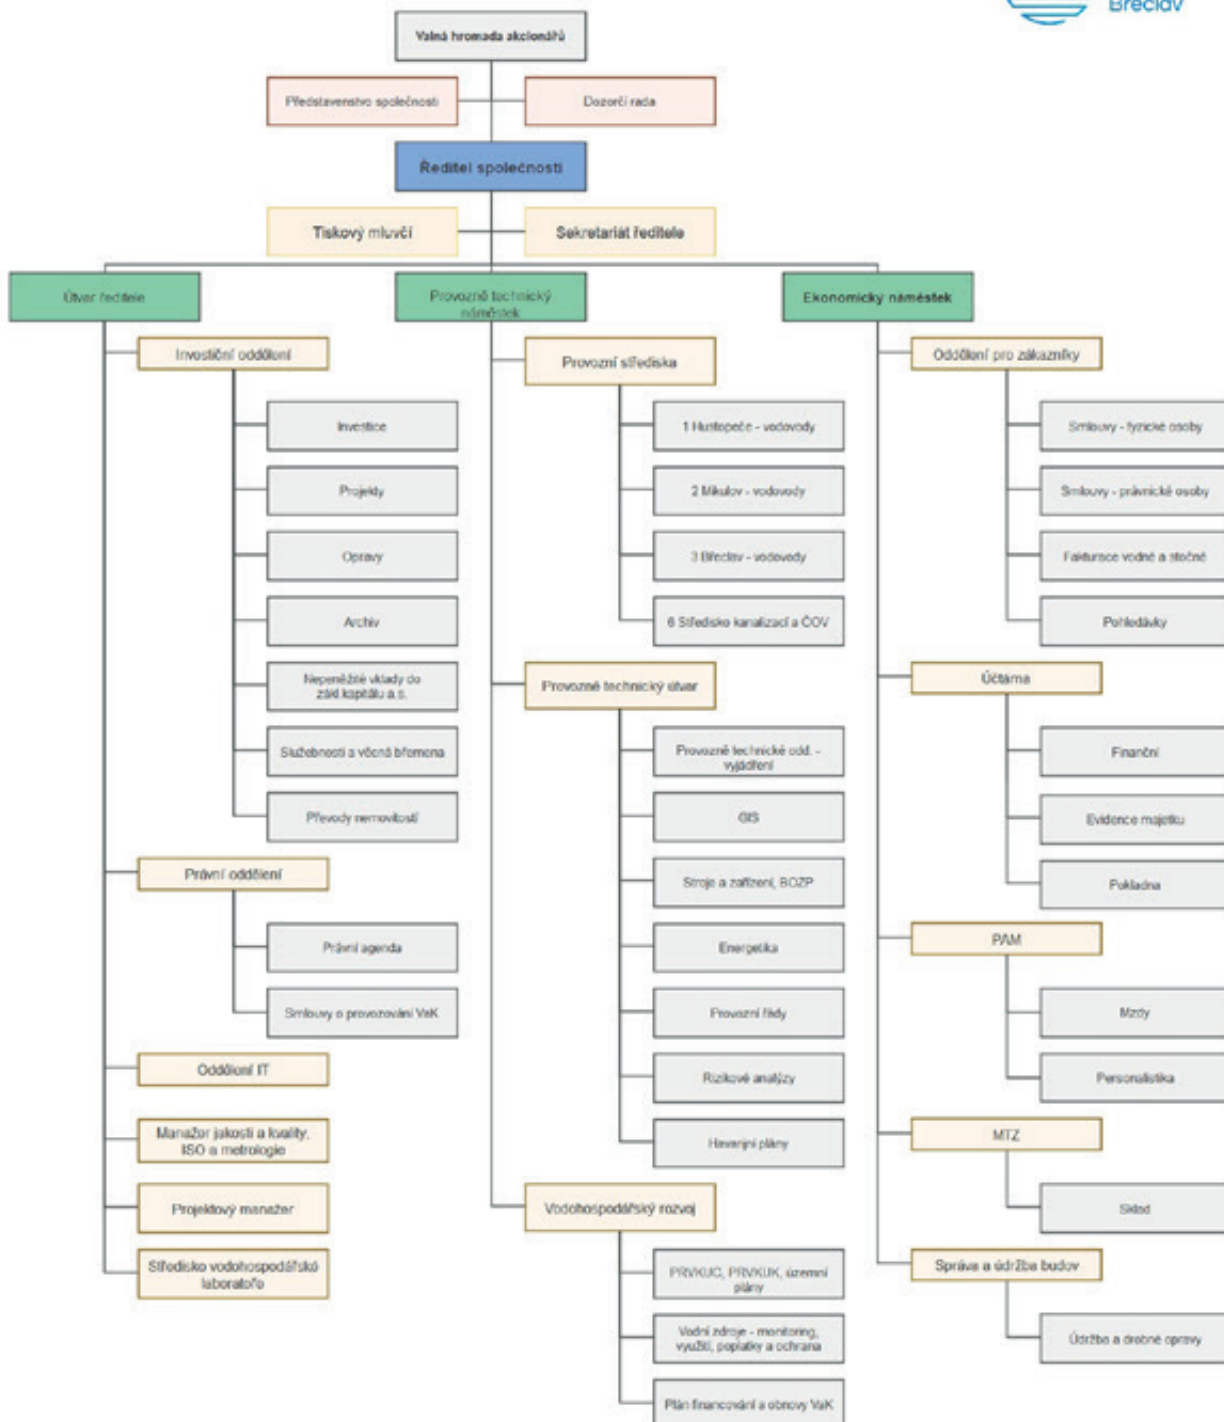 Břeclav
Valná hromada akcionářů
Představenstvo společnosti
Dozorčí rada
Ředitel společnosti
Tiskový mluvčí
Sekretariát ředitele
Útvar ředitele
Provozně technický
náměstek
Ekonomický náměstek
Investiční oddělení
Investice
Projekty
Opravy
Archiv
Nepeněžité vklady do
zákl kapitálu a.s.
Služebnosti a věcná břemena
Převody nemovitostí
Právní oddělení
Právní agenda
Smlouvy o provozování VaK
Oddělení IT
Manažer jakosti a kvality,
ISO a metrologie
Projektový manažer
Středisko vodohospodářské
laboratoře
Provozní střediska
1 Hustopeče - vodovody
2 Mikulov - vodovody
3 Břeclav - vodovody
6 Středisko kanalizací a ČOV
Provozně technický útvar
Provozně technické odd. -
vyjádření
GIS
Stroje a zařízení, BOZP
Energetika
Provozní řády
Rizikové analýzy
Havarijní plány
Vodohospodářský rozvoj
PRVKUC, PRVKUK, územní
plány
Vodní zdroje - monitoring,
využití, poplatky a ochrana
Plán financování a obnovy VaK
Oddělení pro zákazníky
Smlouvy - fyzické osoby
Smlouvy - právnické osoby
Fakturace vodné a stočné
Pohledávky
Účtárna
Finanční
Evidence majetku
Pokladna
PAM
Mzdy
Personalistika
MTZ
Sklad
Správa a údržba budov
Údržba a drobné opravy